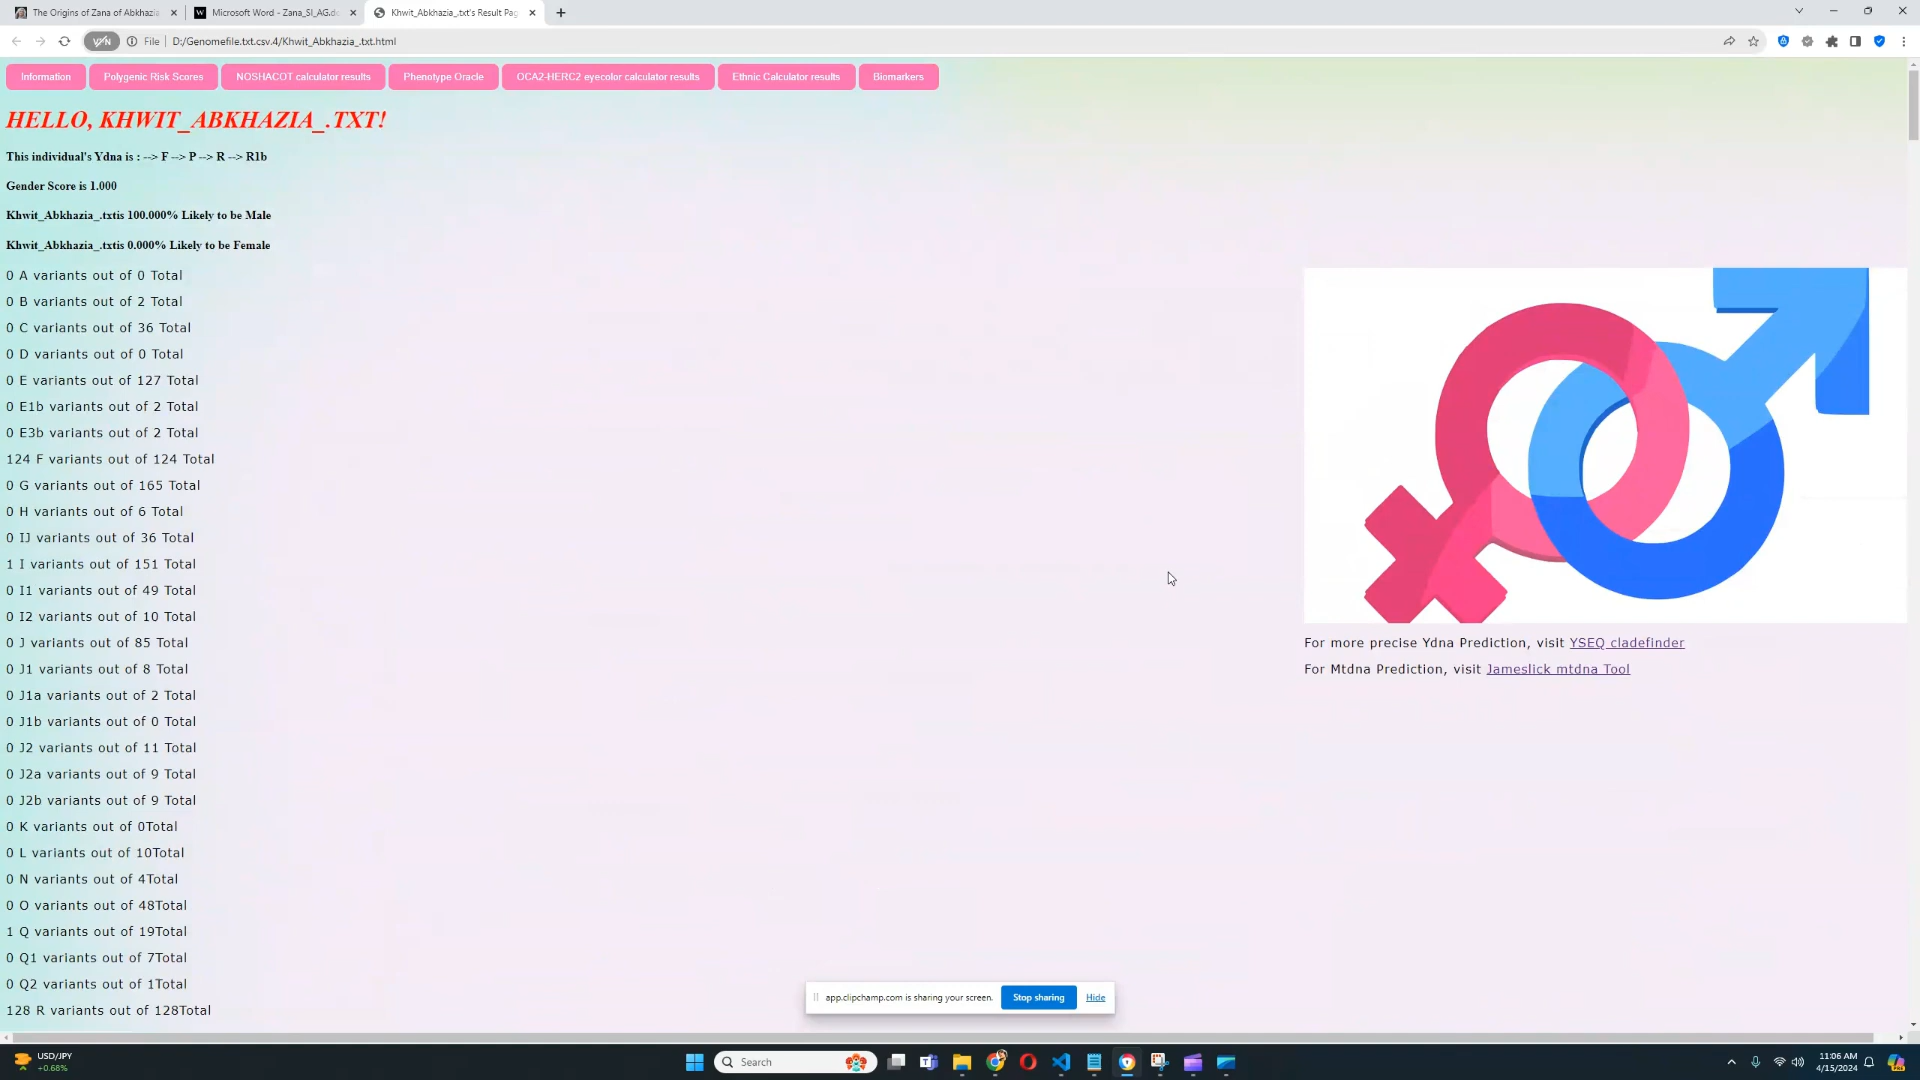 The Origins of Zana of Abkhazia
Microsoft Word - Zana_SI_AG.do
Khwit_Abkhazia_.txt's Result Pag
VPN
File
D:/Genomefile.txt.csv.4/Khwit_Abkhazia_.txt.html
Information
Polygenic Risk Scores
NOSHACOT calculator results
Phenotype Oracle
OCA2-HERC2 eyecolor calculator results
Ethnic Calculator results
Biomarkers
HELLO, KHWIT_ABKHAZIA_.TXT!
This individual's Ydna is : --> F --> P --> R --> R1b
Gender Score is 1.000
Khwit_Abkhazia_.txtis 100.000% Likely to be Male
Khwit_Abkhazia_.txtis 0.000% Likely to be Female
0 A variants out of 0 Total
0 B variants out of 2 Total
0 C variants out of 36 Total
0 D variants out of 0 Total
0 E variants out of 127 Total
0 E1b variants out of 2 Total
0 E3b variants out of 2 Total
124 F variants out of 124 Total
0 G variants out of 165 Total
0 H variants out of 6 Total
0 IJ variants out of 36 Total
1 I variants out of 151 Total
0 I1 variants out of 49 Total
0 I2 variants out of 10 Total
0 J variants out of 85 Total
0 J1 variants out of 8 Total
0 J1a variants out of 2 Total
0 J1b variants out of 0 Total
0 J2 variants out of 11 Total
0 J2a variants out of 9 Total
0 J2b variants out of 9 Total
0 K variants out of 0Total
0 L variants out of 10Total
0 N variants out of 4Total
0 O variants out of 48Total
1 Q variants out of 19Total
0 Q1 variants out of 7Total
0 Q2 variants out of 1Total
128 R variants out of 128Total
For more precise Ydna Prediction, visit YSEQ cladefinder
For Mtdna Prediction, visit Jameslick mtdna Tool
app.clipchamp.com is sharing your screen.
Stop sharing
Hide
USD/JPY
+0.68%
Search
11:06 AM
4/15/2024